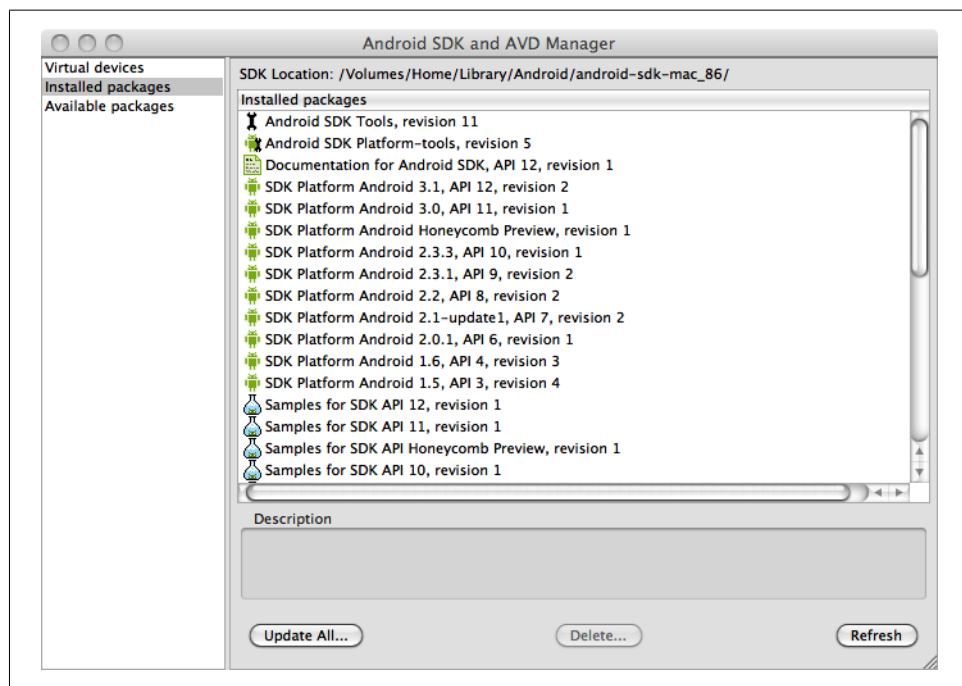 Android SDK and AVD Manager
Virtual devices
Installed packages
Available packages
SDK Location: /Volumes/Home/Library/Android/android-sdk-mac_86/
Installed packages
Android SDK Tools, revision 11
Android SDK Platform-tools, revision 5
Documentation for Android SDK, API 12, revision 1
SDK Platform Android 3.1, API 12, revision 2
SDK Platform Android 3.0, API 11, revision 1
SDK Platform Android Honeycomb Preview, revision 1
SDK Platform Android 2.3.3, API 10, revision 1
SDK Platform Android 2.3.1, API 9, revision 2
SDK Platform Android 2.2, API 8, revision 2
SDK Platform Android 2.1-update1, API 7, revision 2
SDK Platform Android 2.0.1, API 6, revision 1
SDK Platform Android 1.6, API 4, revision 3
SDK Platform Android 1.5, API 3, revision 4
Samples for SDK API 12, revision 1
Samples for SDK API 11, revision 1
Samples for SDK API Honeycomb Preview, revision 1
Samples for SDK API 10, revision 1
Description
Update All...
Delete...
Refresh